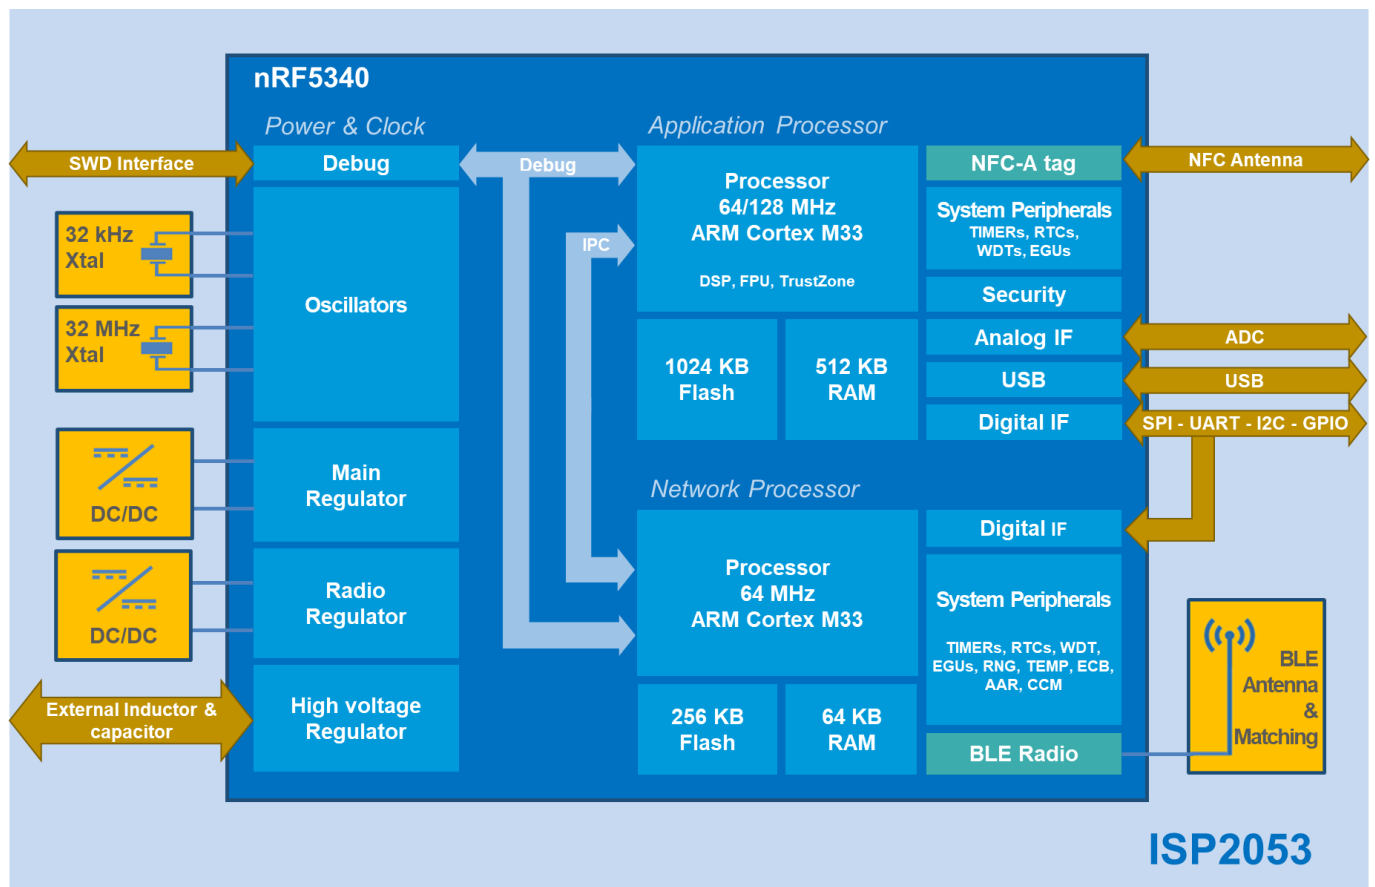 nRF5340
Power & Clock
Application Processor
SWD Interface
Debug
Debug
Processor
64/128 MHz
ARM Cortex M33
DSP, FPU, TrustZone
NFC-A tag
NFC Antenna
System Peripherals
TIMERs, RTCs,
WDTs, EGUs
32 kHz
Xtal
IPC
Oscillators
Security
32 MHz
Xtal
Analog IF
ADC
1024 KB
Flash
512 KB
RAM
USB
USB
Digital IF
SPI - UART - I2C - GPIO
DC/DC
Main
Regulator
Network Processor
Processor
64 MHz
ARM Cortex M33
Digital IF
DC/DC
Radio
Regulator
System Peripherals
TIMERs, RTCs, WDT,
EGUs, RNG, TEMP, ECB,
AAR, CCM
BLE
Antenna
&
Matching
External Inductor &
capacitor
High voltage
Regulator
256 KB
Flash
64 KB
RAM
BLE Radio
ISP2053